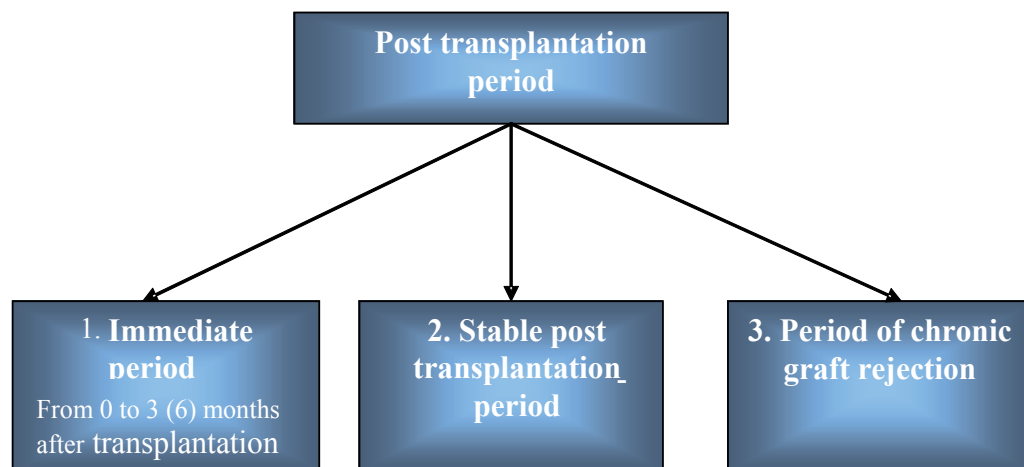 Post transplantation
period
1. Immediate
period
From 0 to 3 (6) months
after transplantation
2. Stable post
transplantation_
period
3. Period of chronic
graft rejection